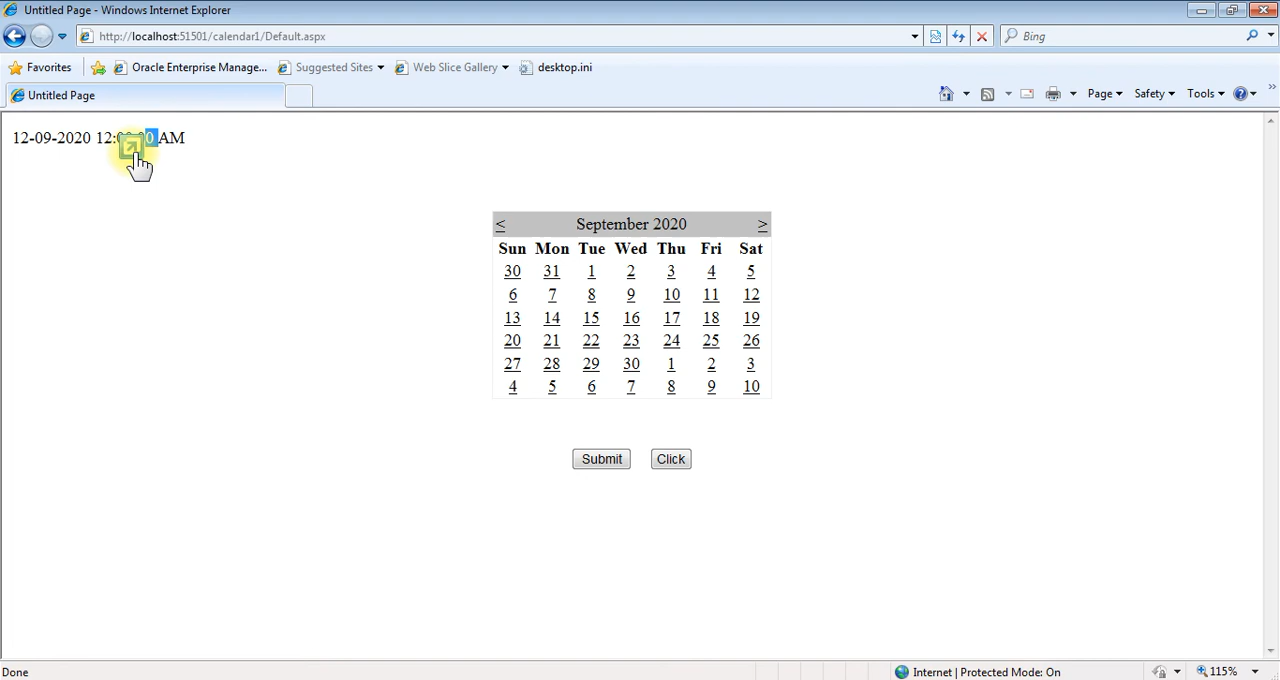 Untitled Page - Windows Internet Explorer
http://localhost:51501/calendar1/Default.aspx
Bing
Favorites Oracle Enterprise Manage... Suggested Sites Web Slice Gallery desktop.ini
Untitled Page
Page Safety Tools
12-09-2020 AM
< September 2020 >
Sun Mon Tue Wed Thu Fri Sat
30 31 1 2 3 4 5
6 7 8 9 10 11 12
13 14 15 16 17 18 19
20 21 22 23 24 25 26
27 28 29 30 1 2 3
4 5 6 7 8 9 10
Submit Click
Done Internet | Protected Mode: On 115%